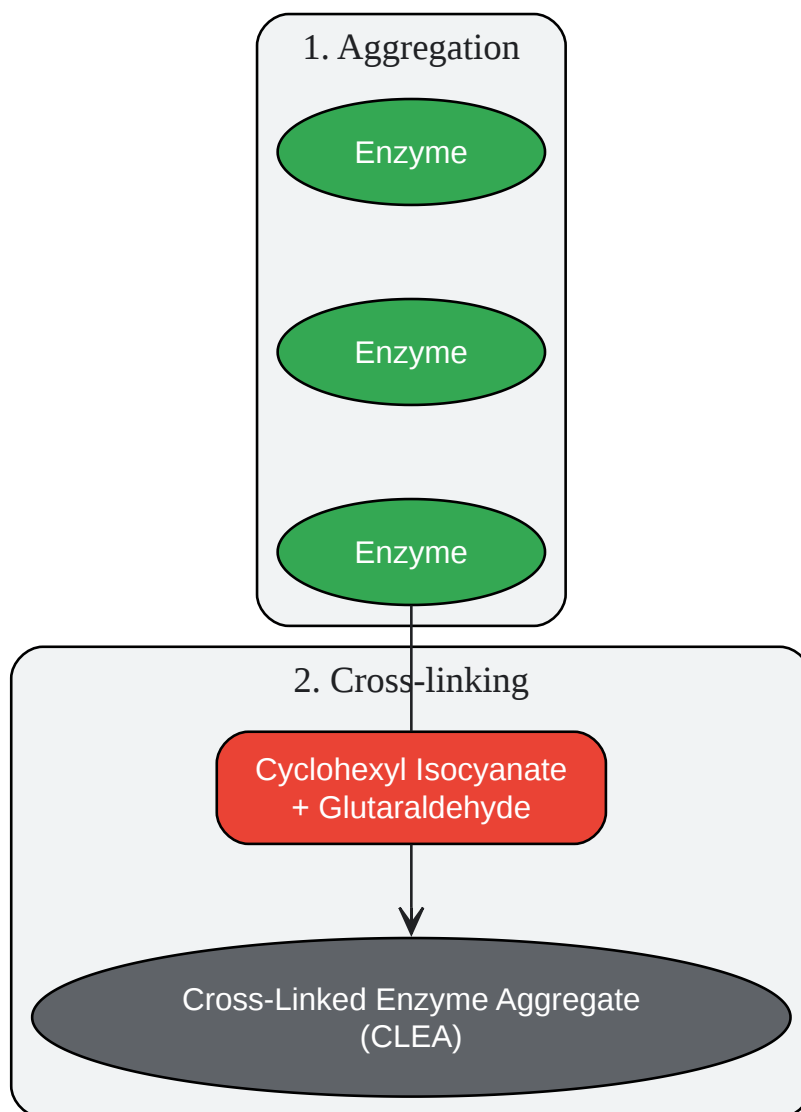 1. Aggregation
Enzyme
Enzyme
Enzyme
2. Cross-linking
Cyclohexyl Isocyanate
+ Glutaraldehyde
Cross-Linked Enzyme Aggregate
(CLEA)